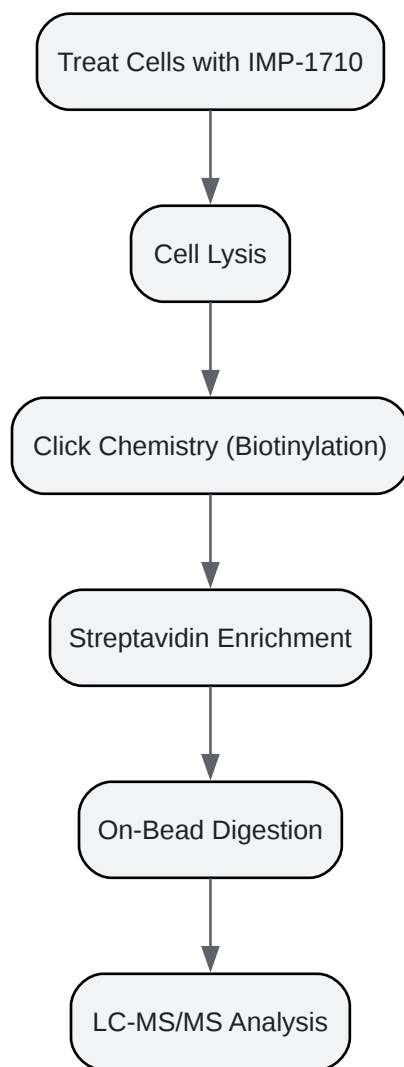 Treat Cells with IMP-1710
Cell Lysis
Click Chemistry (Biotinylation)
Streptavidin Enrichment
On-Bead Digestion
LC-MS/MS Analysis